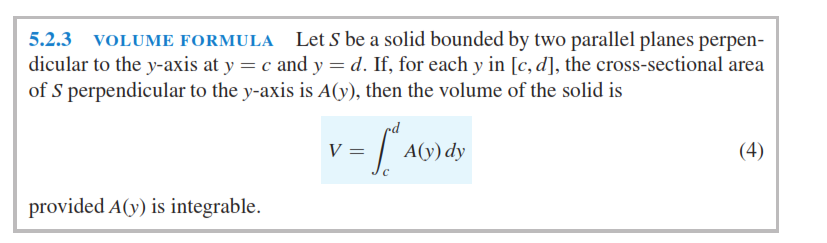 5.2.3 VOLUME FORMULA Let S be a solid bounded by two parallel planes perpen-
dicular to the y-axis at y = c and y = d. If, for each y in [c, d], the cross-sectional area
of S perpendicular to the y-axis is A(y), then the volume of the solid is
V = ∫_c^d A(y) dy (4)
provided A(y) is integrable.